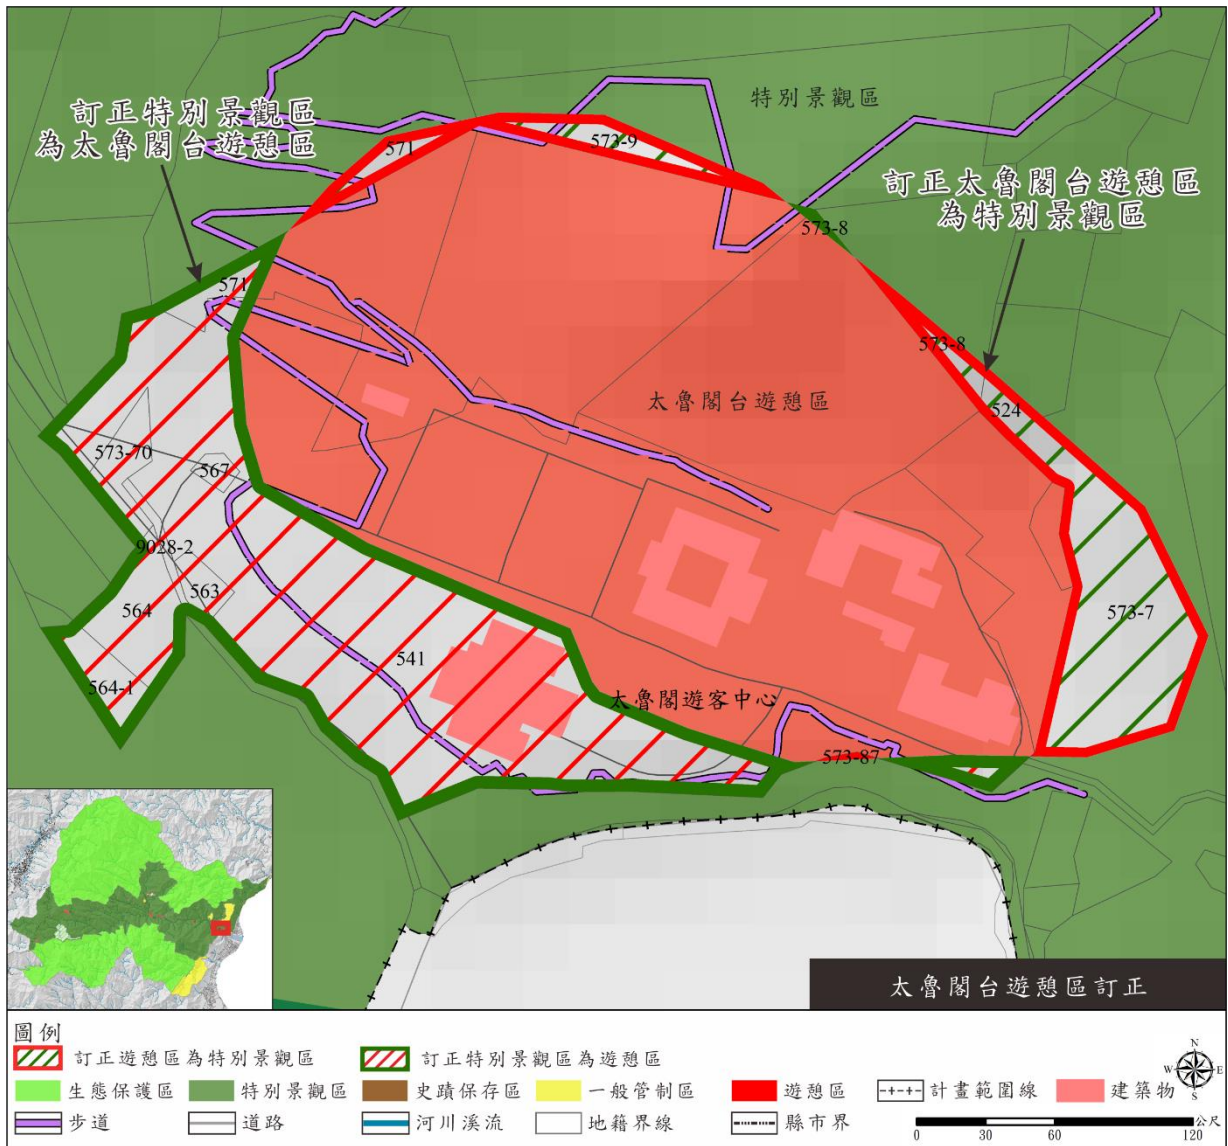 特別景觀區
訂正特別景觀區
為太魯閣台遊憩區
571
573-9
訂正太魯閣台遊憩區
為特別景觀區
573-8
571
573-8
太魯閣台遊憩區
524
573-70
567
9028-2
563
564
573-7
541
564-1
太魯閣遊客中心
573-87
太魯閣台遊憩區訂正
圖例
訂正遊憩區為特別景觀區
訂正特別景觀區為遊憩區
N
W
E
S
生態保護區
特別景觀區
史蹟保存區
一般管制區
遊憩區
計畫範圍線
建築物
步道
道路
河川溪流
地籍界線
縣市界
公尺
0 30 60 120